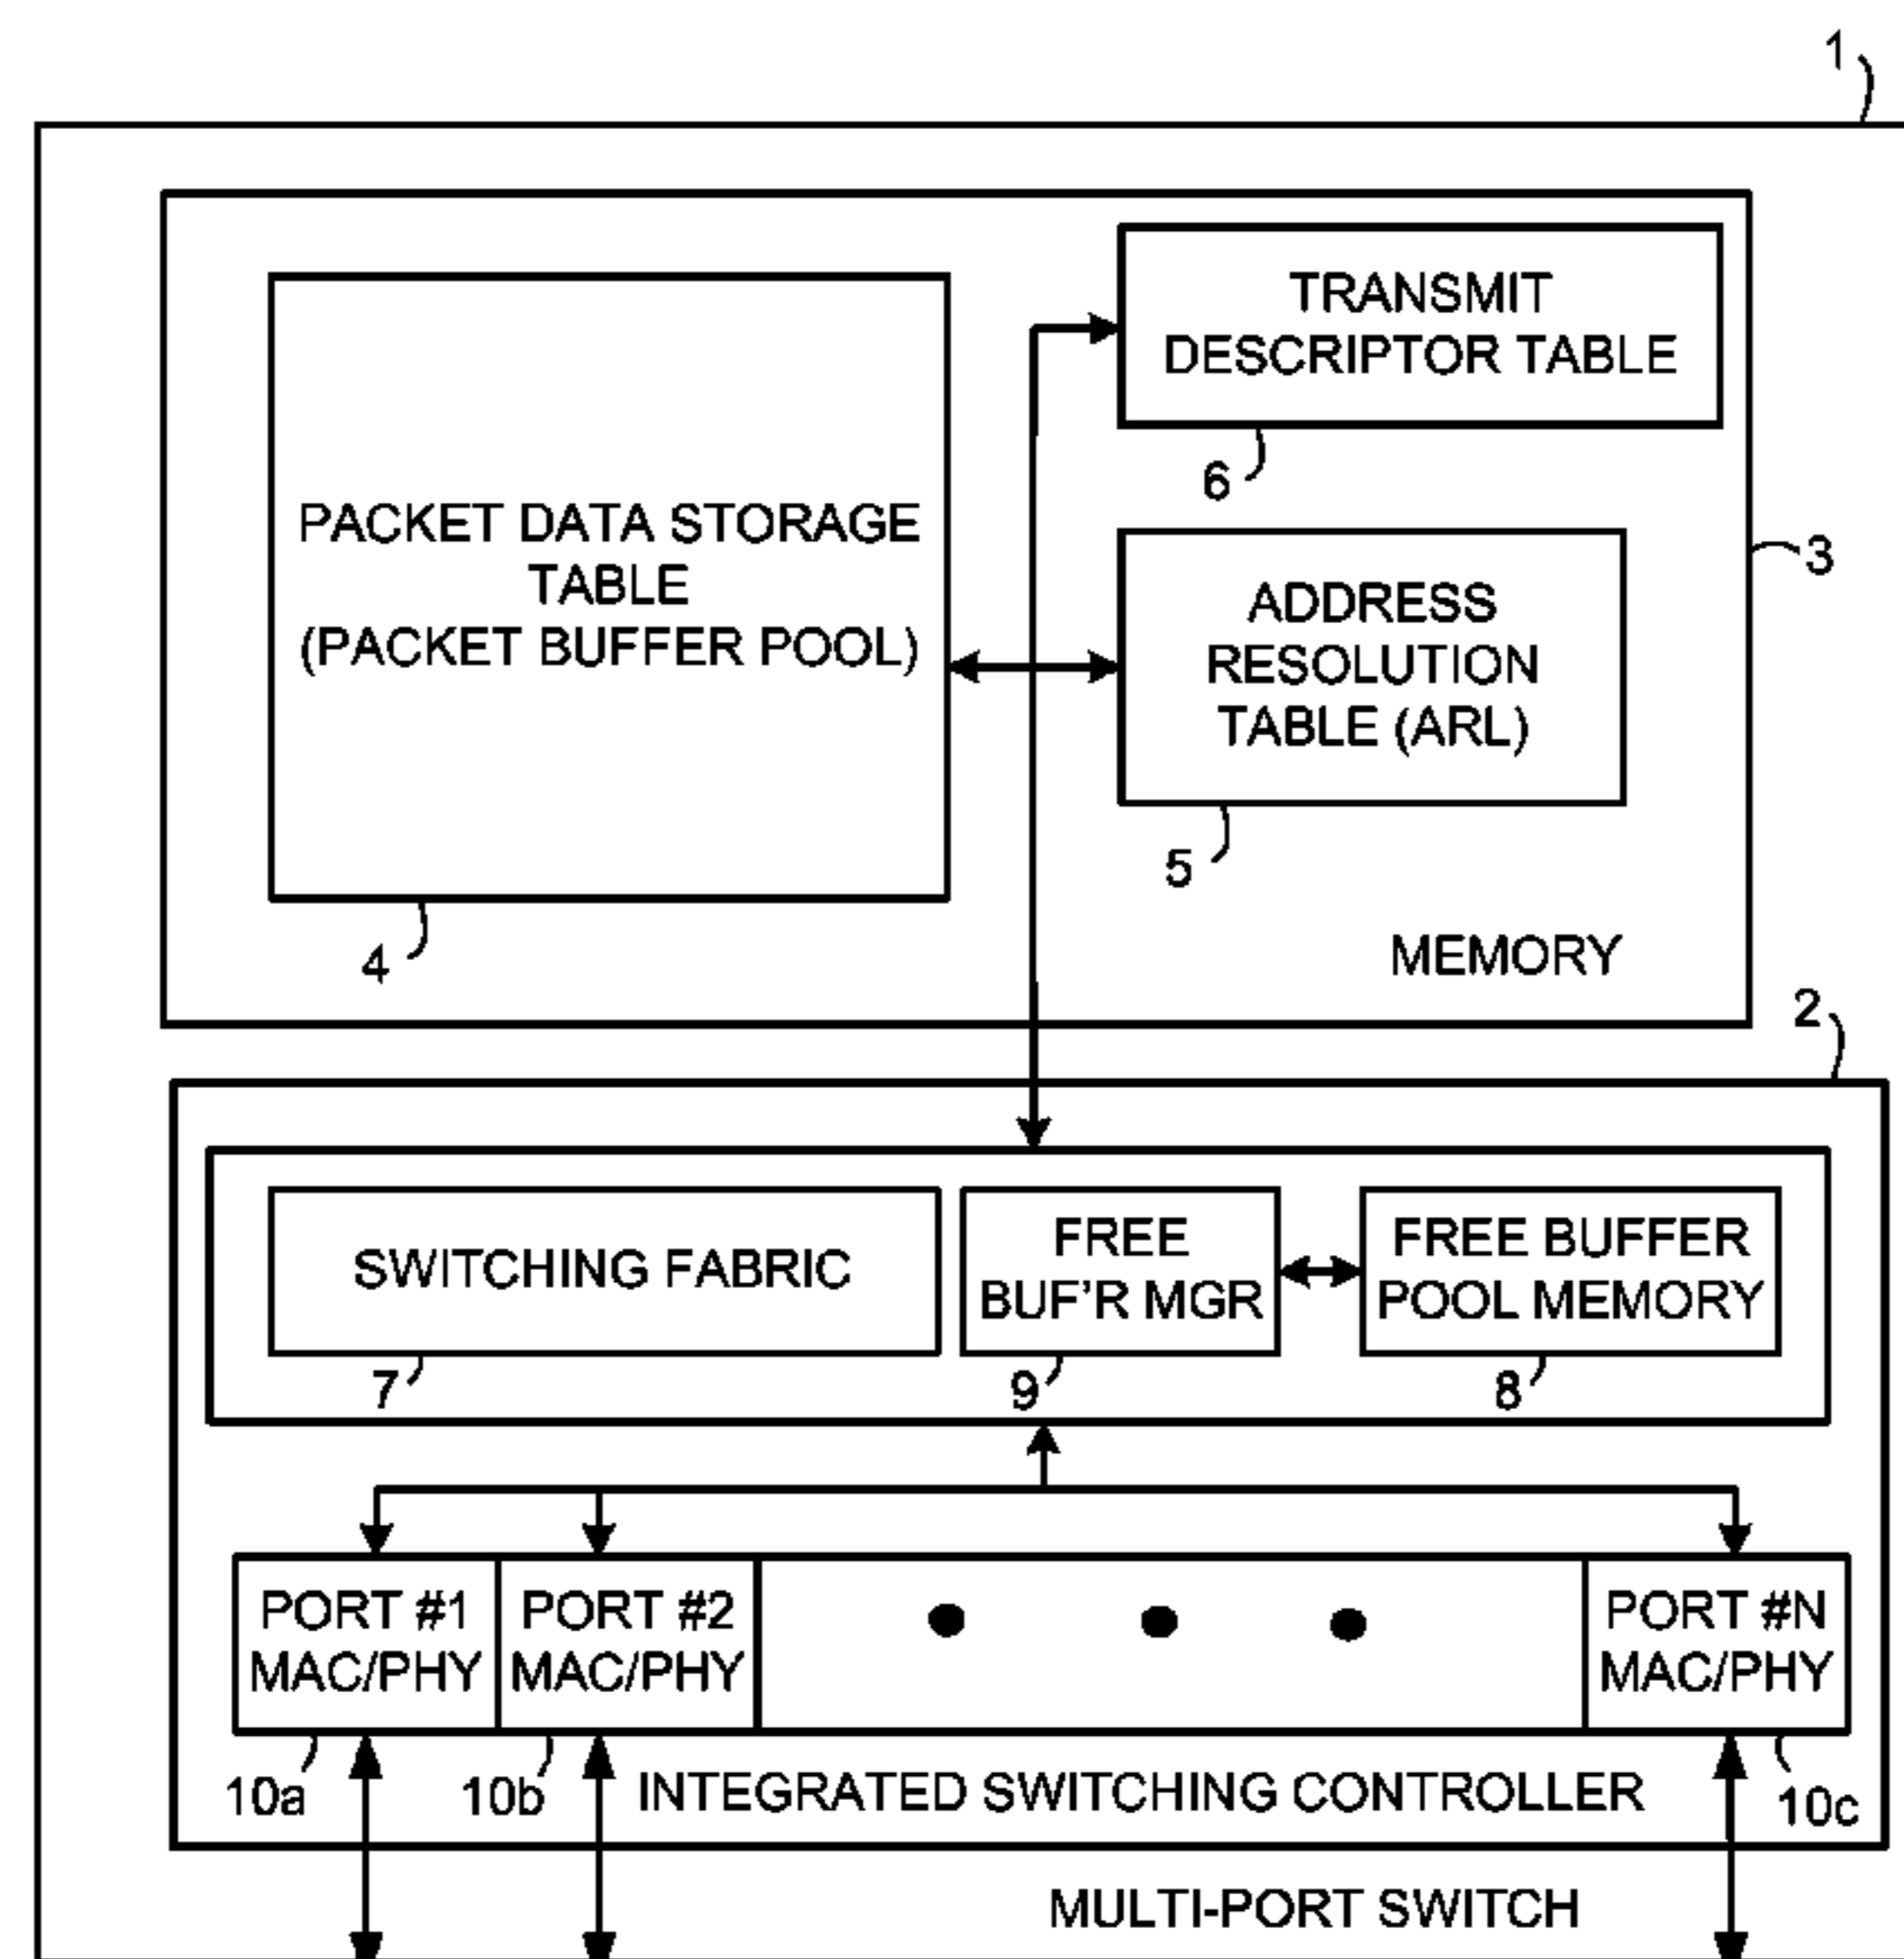 1
TRANSMIT
DESCRIPTOR TABLE
6
PACKET DATA STORAGE
TABLE
(PACKET BUFFER POOL)
4
3
ADDRESS
RESOLUTION
TABLE (ARL)
5
MEMORY
2
SWITCHING FABRIC
7
FREE
BUF'R MGR
9
FREE BUFFER
POOL MEMORY
8
PORT #1
MAC/PHY
PORT #2
MAC/PHY
PORT #N
MAC/PHY
10a
10b
INTEGRATED SWITCHING CONTROLLER
10c
MULTI-PORT SWITCH